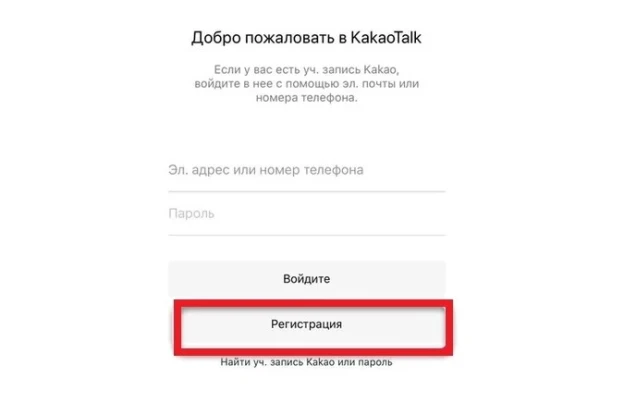 Добро пожаловать в KakaoTalk
Если у вас есть уч. запись Kakao,
войдите в нее с помощью эл. почты или
номера телефона.
Эл. адрес или номер телефона
Пароль
Войдите
Регистрация
Найти уч. запись Kakao или пароль